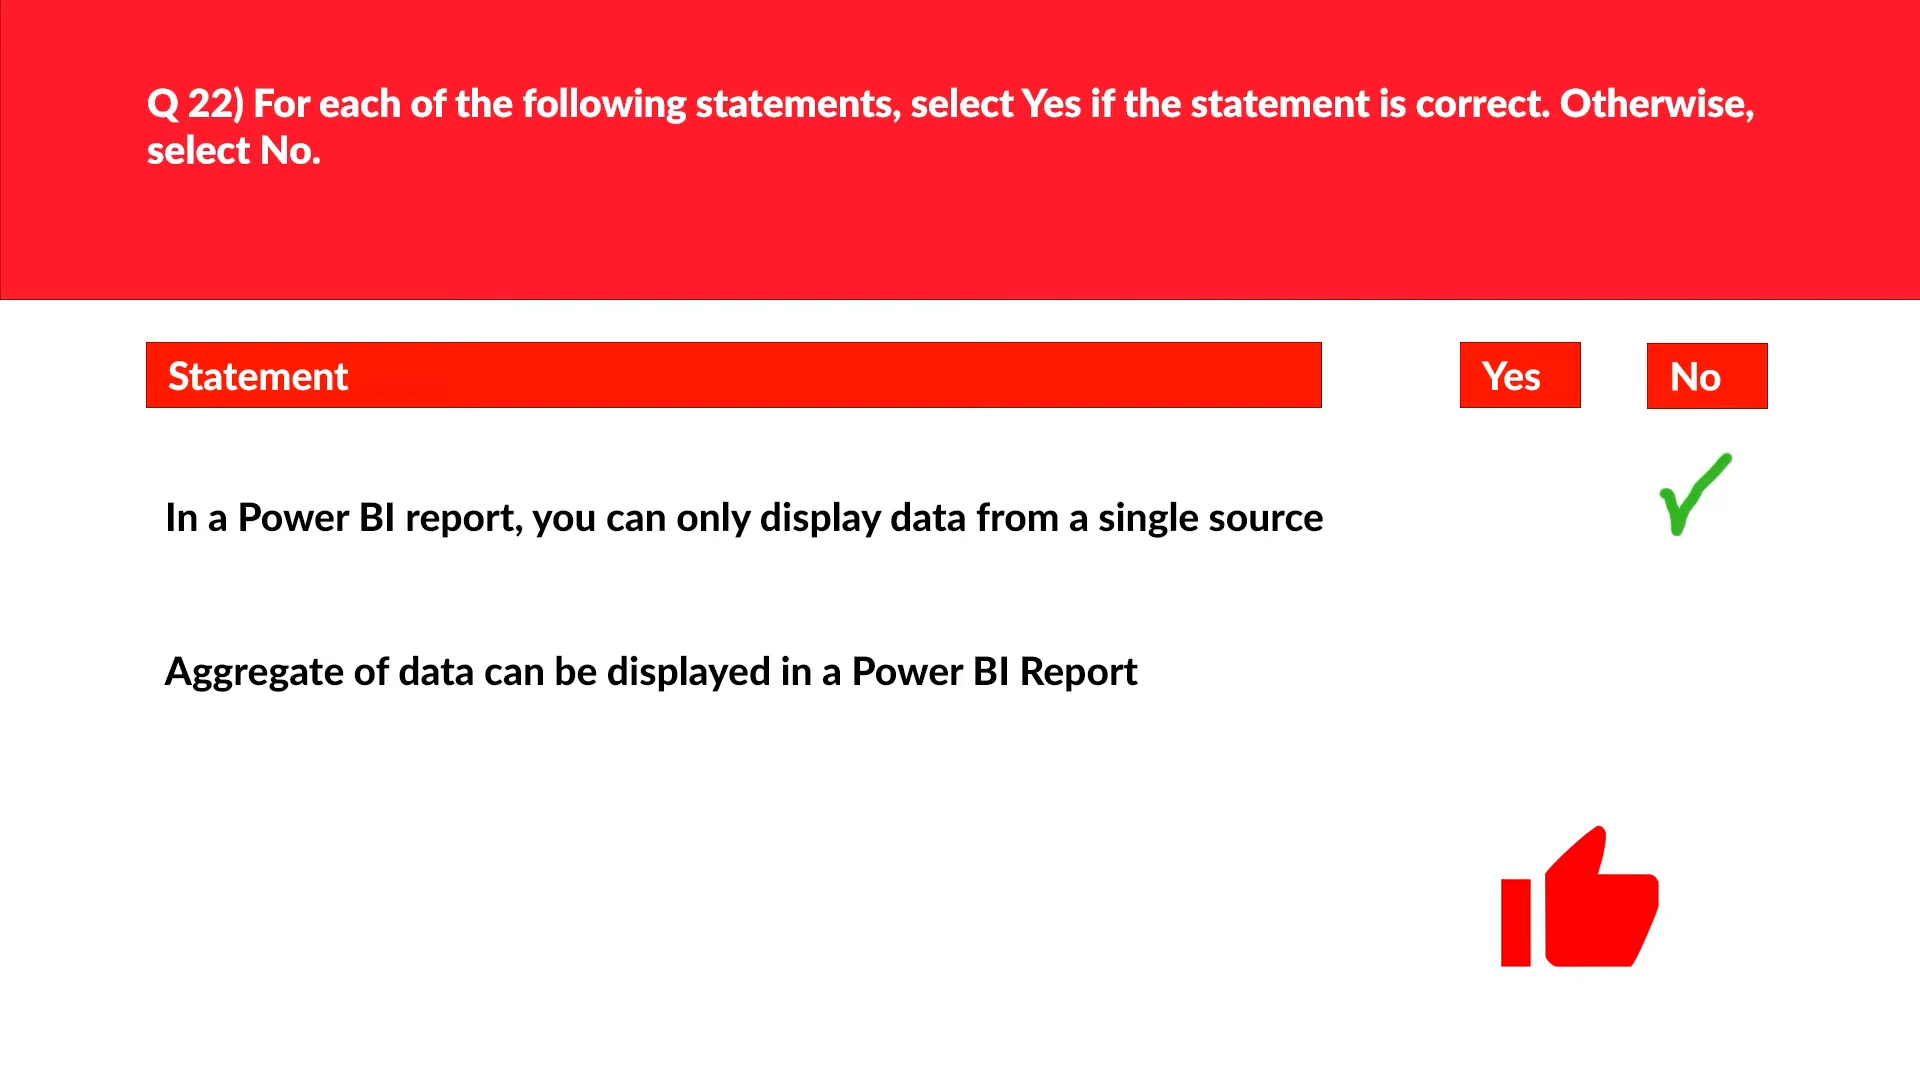 Q 22) For each of the following statements, select Yes if the statement is correct. Otherwise,
select No.
Statement Yes No
In a Power BI report, you can only display data from a single source
Aggregate of data can be displayed in a Power BI Report